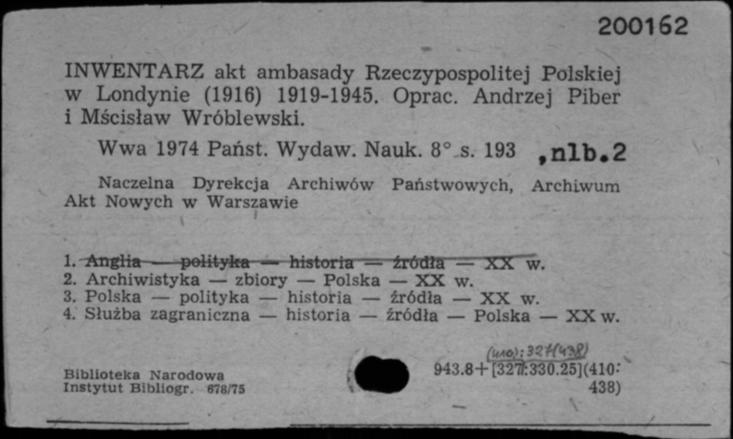 200162
INWENTARZ akt ambasady Rzeczypospolitej Polskiej
w Londynie (1916) 1919-1945. Oprac. Andrzej Piber
i Mścisław Wróblewski.
Wwa 1974 Państ. Wydaw. Nauk. 8° s. 193 ,nlb.2
Naczelna Dyrekcja Archiwów Państwowych, Archiwum
Akt Nowych w Warszawie
1. Anglia — polityka — historia — źródła — XX w.
2. Archiwistyka — zbiory — Polska — XX w.
3. Polska — polityka — historia — źródła — XX w.
4. Służba zagraniczna — historia — źródła — Polska — XX w.
(410):327(438)
Biblioteka Narodowa 943.8+[327:330.25](410:
Instytut Bibliogr. 678/75 438)